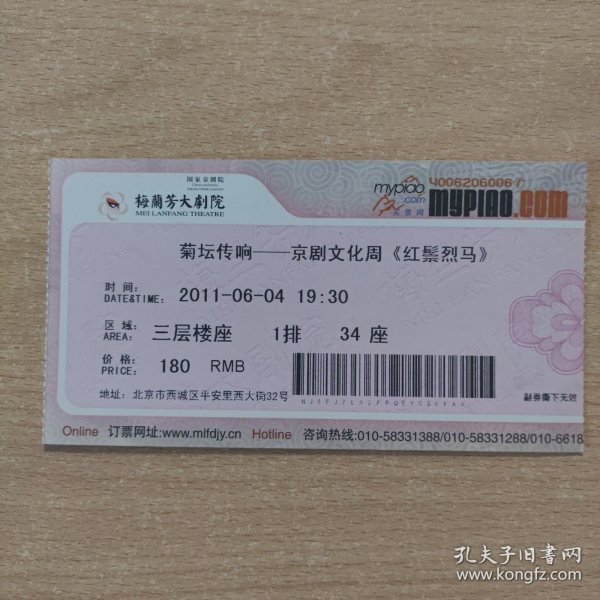 国家京剧院
梅蘭芳大劇院
MEI LANFANG THEATRE
mypiao
.com
4006206006
MYPIAO.COM
菊坛传响——京剧文化周《红鬃烈马》
时 间:
DATE&TIME: 2011-06-04 19:30
区 域:
AREA: 三层楼座 1排 34 座
价 格:
PRICE: 180 RMB
地址: 北京市西城区平安里西大街32号
副券撕下无效
Online 订票网址:www.mlfdjy.cn Hotline 咨询热线:010-58331388/010-58331288/010-6618
孔夫子旧书网
www.kongfz.com